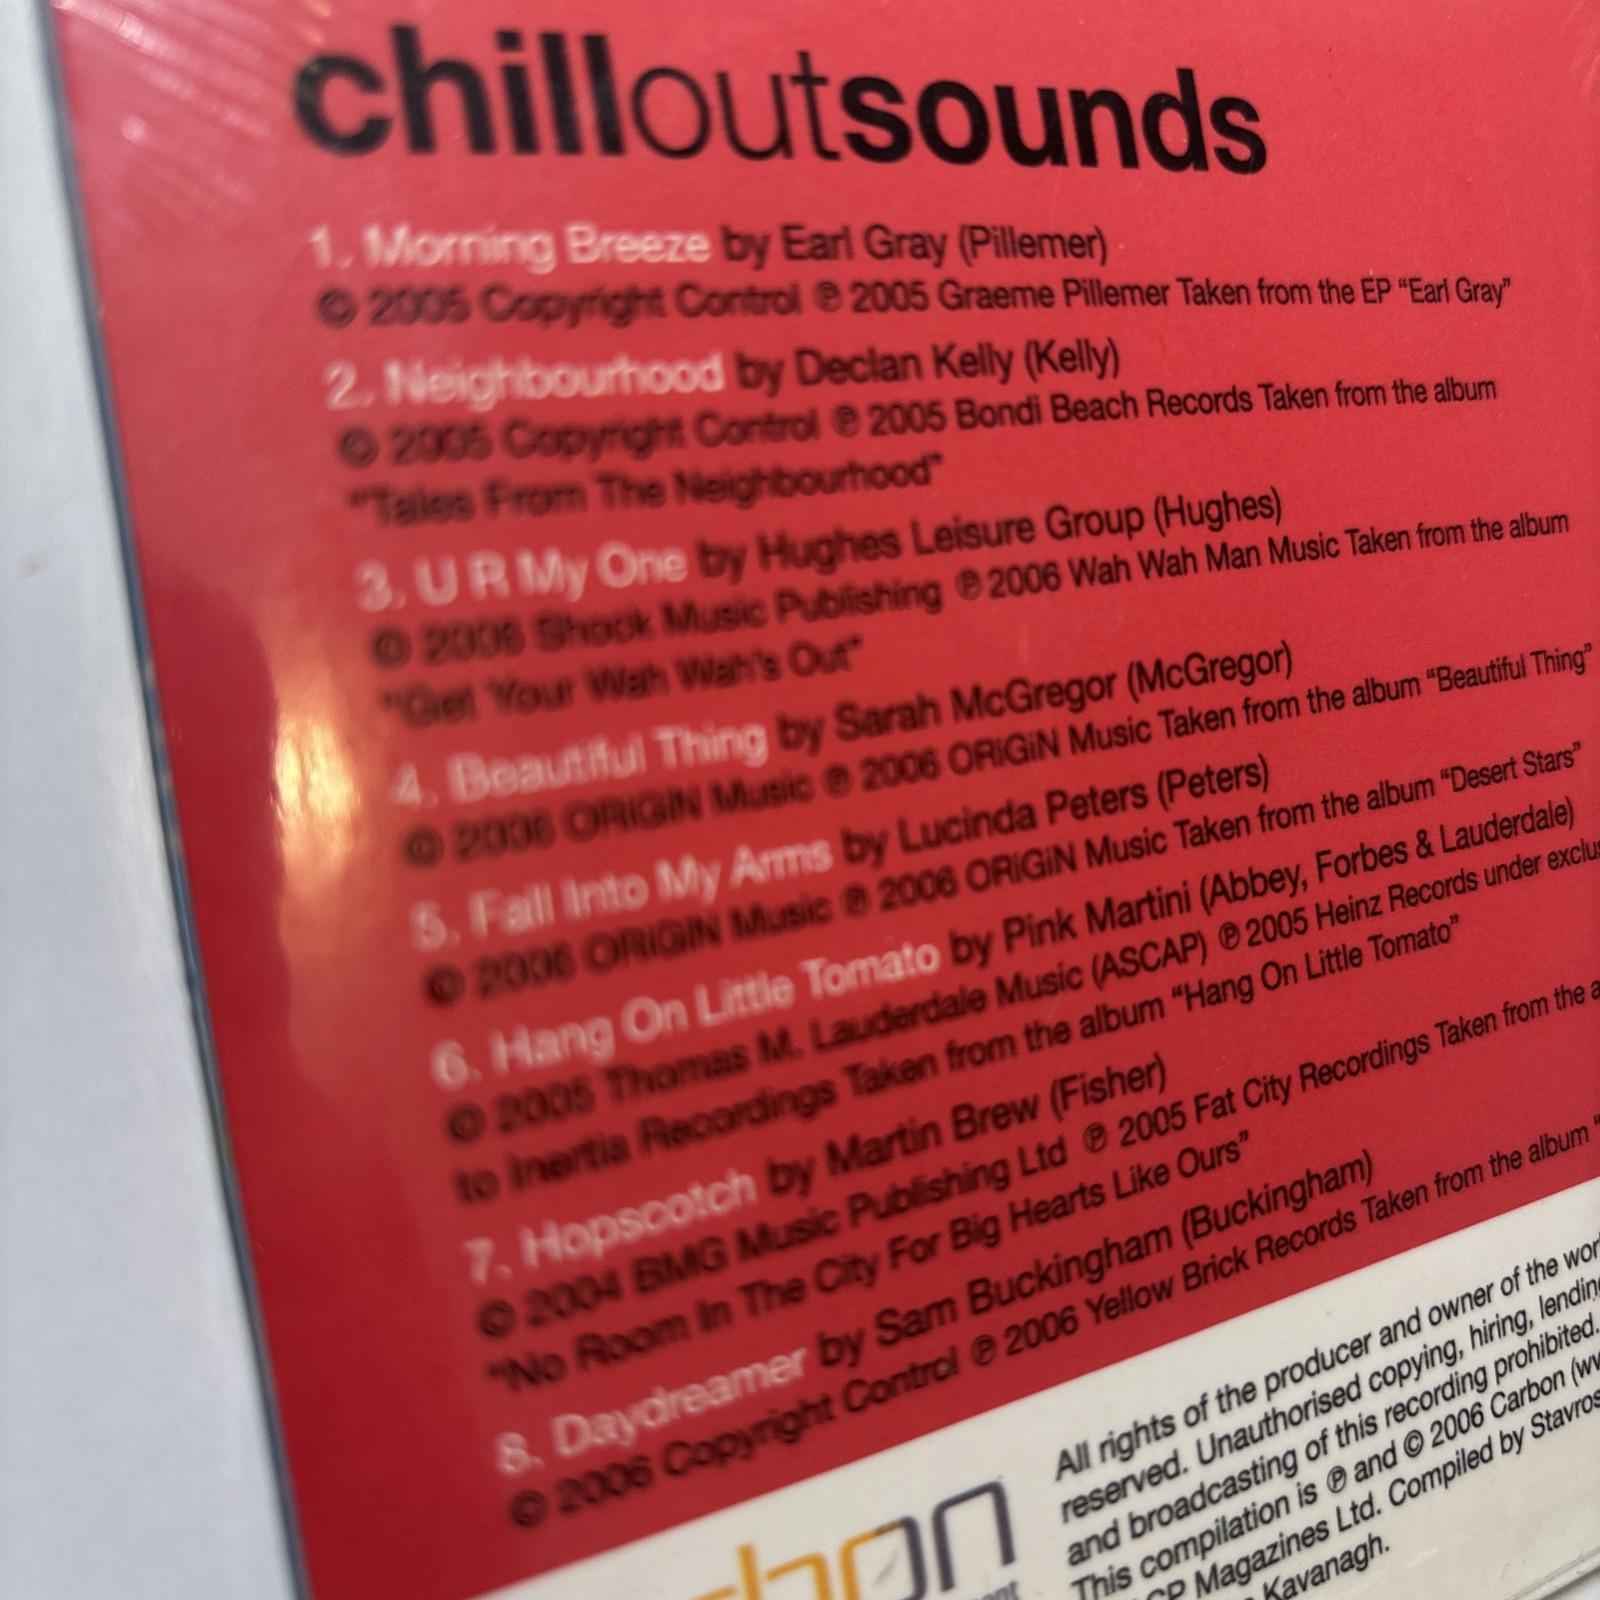 chilloutsounds
1. Morning Breeze by Earl Gray (Pillemer)
© 2005 Copyright Control ℗ 2005 Graeme Pillemer Taken from the EP “Earl Gray”
2. Neighbourhood by Declan Kelly (Kelly)
© 2005 Copyright Control ℗ 2005 Bondi Beach Records Taken from the album
“Tales From The Neighbourhood”
3. U R My One by Hughes Leisure Group (Hughes)
© 2006 Shock Music Publishing ℗ 2006 Wah Wah Man Music Taken from the album
“Get Your Wah Wah's Out”
4. Beautiful Thing by Sarah McGregor (McGregor)
© 2006 ORiGiN Music ℗ 2006 ORiGiN Music Taken from the album “Beautiful Thing”
5. Fall Into My Arms by Lucinda Peters (Peters)
© 2006 ORiGiN Music ℗ 2006 ORiGiN Music Taken from the album “Desert Stars”
6. Hang On Little Tomato by Pink Martini (Abbey, Forbes & Lauderdale)
© 2005 Thomas M. Lauderdale Music (ASCAP) ℗ 2005 Heinz Records under
to Inertia Recordings Taken from the album “Hang On Little Tomato”
7. Hopscotch by Martin Brew (Fisher)
© 2004 BMG Music Publishing Ltd ℗ 2005 Fat City Recordings Taken from the
“No Room In The City For Big Hearts Like Ours”
8. Daydreamer by Sam Buckingham (Buckingham)
© 2006 Copyright Control ℗ 2006 Yellow Brick Records Taken from the album “
All rights of the producer and owner of the
reserved. Unauthorised copying, hiring,
and broadcasting of this recording prohibited.
This compilation is ℗ and © 2006 Carbon
Magazines Ltd. Compiled by Stavros
Kavanagh.